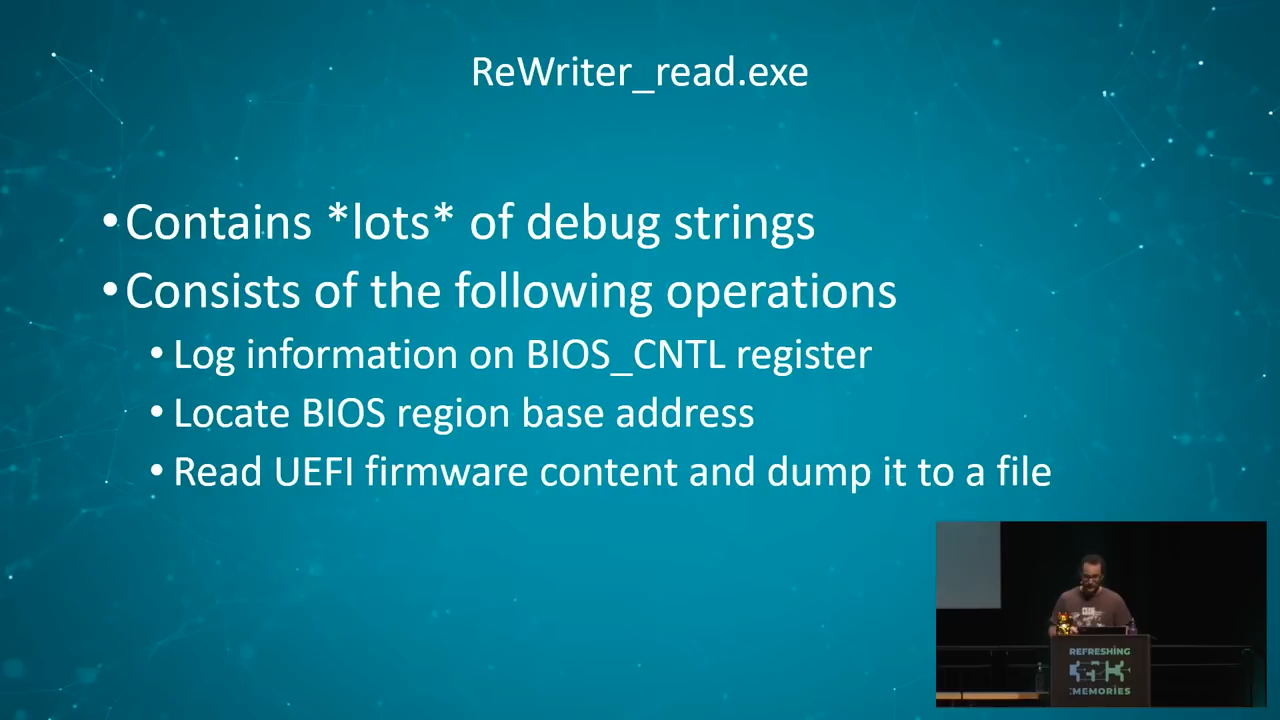 ReWriter_read.exe
•Contains *lots* of debug strings
•Consists of the following operations
• Log information on BIOS_CNTL register
• Locate BIOS region base address
• Read UEFI firmware content and dump it to a file
REFRESHING
:MEMORIES